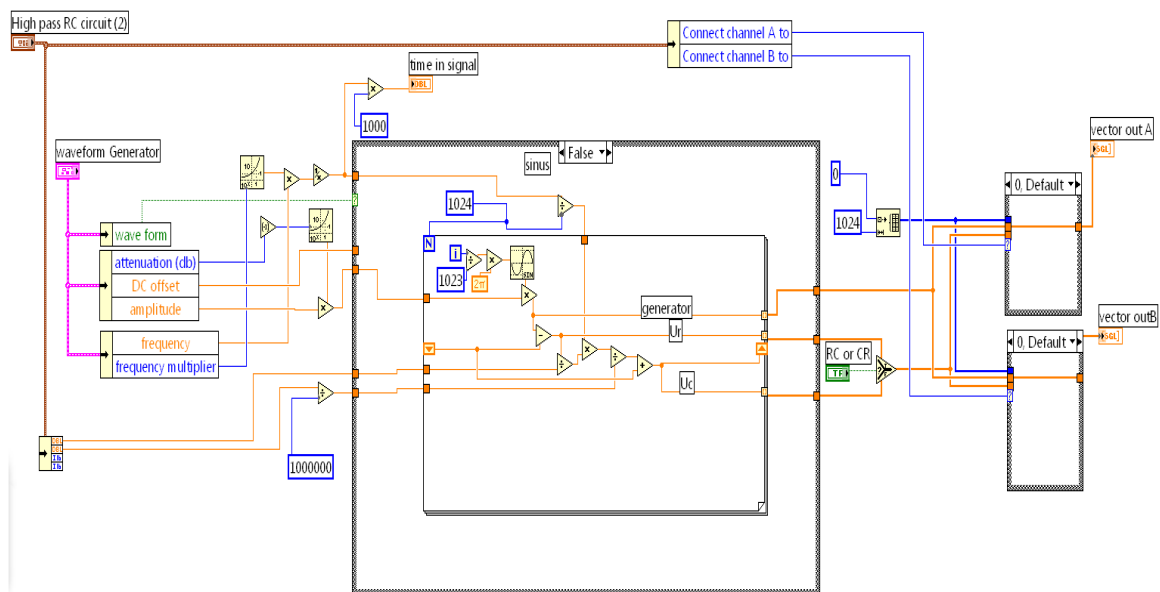 High pass RC circuit (2)
Connect channel A to
Connect channel B to
time in signal
DBL
1000
waveform Generator
False
sinus
vector out A
SGL]
0
0, Default
1024
1024
N
wave form
attenuation (db)
DC offset
amplitude
i
1023
2π
SIN
generator
Ur
vector outB
SGL]
0, Default
frequency
frequency multiplier
RC or CR
TF
Uc
1000000